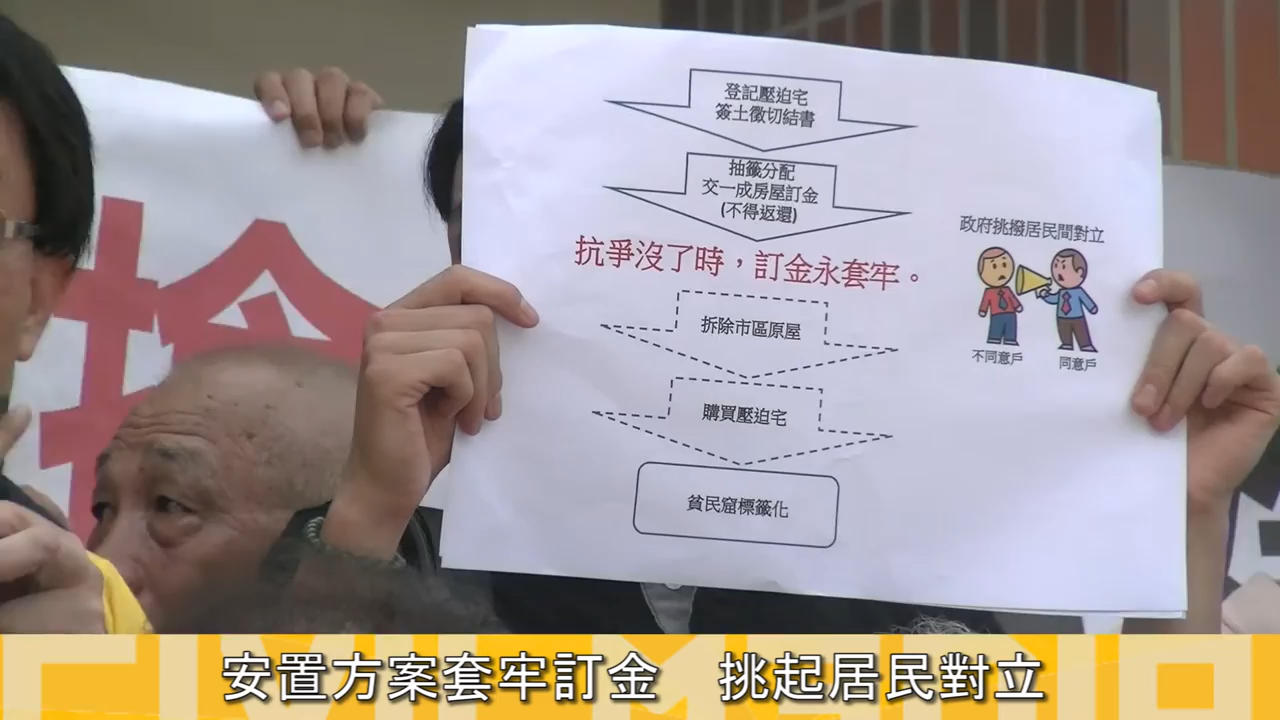 登記壓迫宅
簽土徵切結書
抽籤分配
交一成房屋訂金
(不得返還)
抗爭沒了時，訂金永套牢。
政府挑撥居民間對立
不同意戶
同意戶
拆除市區原屋
購買壓迫宅
貧民窟標籤化
搶
安置方案套牢訂金 挑起居民對立